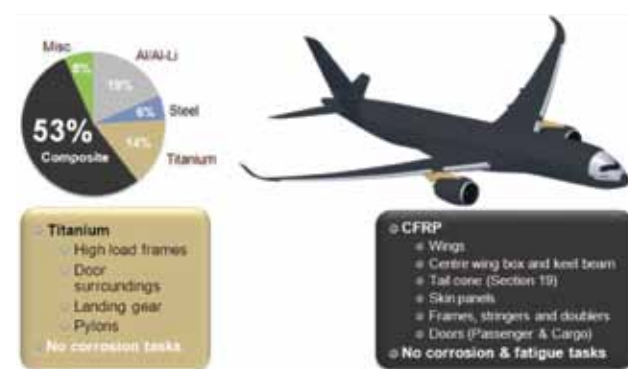 Misc.
Al/Al-Li
8%
19%
Steel
6%
53%
Composite
14%
Titanium
Titanium
High load frames
Door
surroundings
Landing gear
Pylons
No corrosion tasks
CFRP
Wings
Centre wing box and keel beam
Tail cone (Section 19)
Skin panels
Frames, stringers and doublers
Doors (Passenger & Cargo)
No corrosion & fatigue tasks